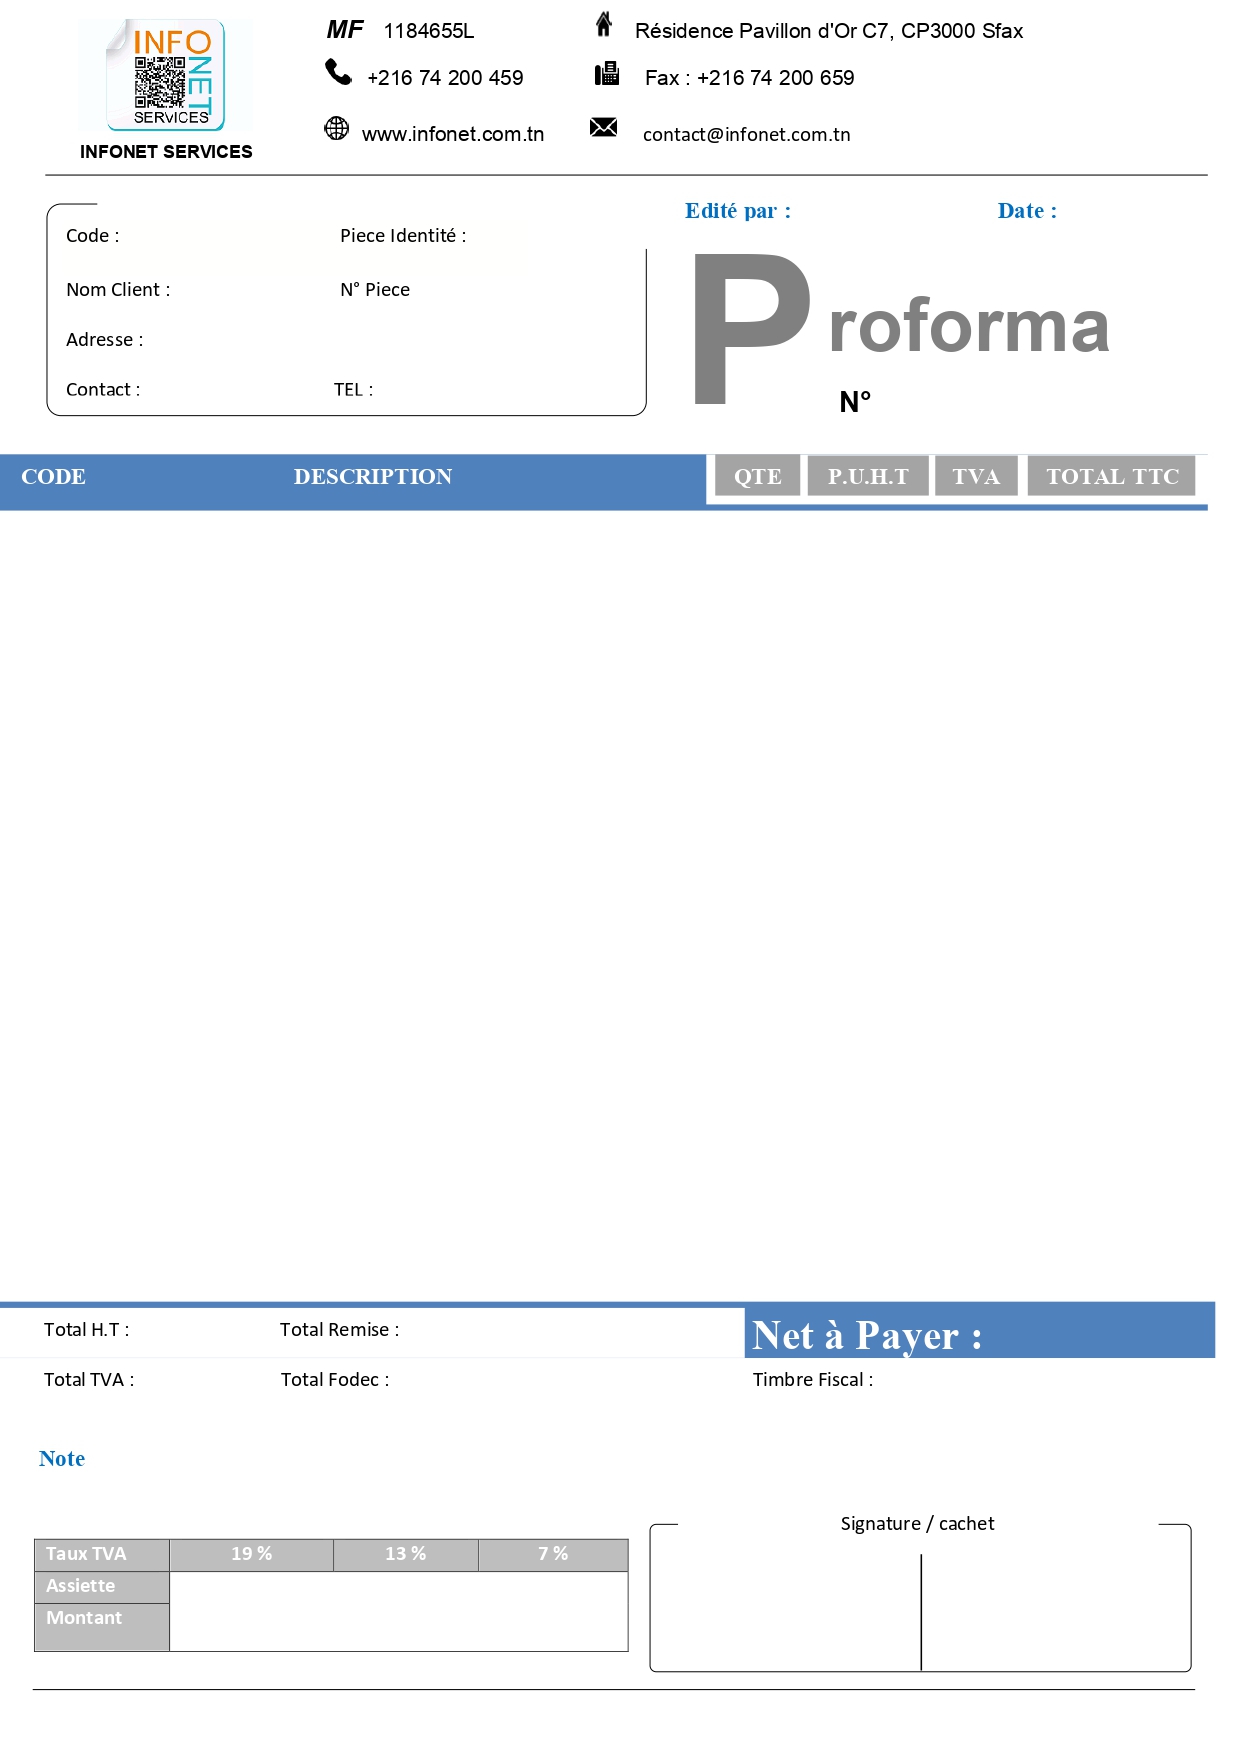 INFO
NET
SERVICES
INFONET SERVICES
MF 1184655L
Résidence Pavillon d'Or C7, CP3000 Sfax
+216 74 200 459
Fax : +216 74 200 659
www.infonet.com.tn
contact@infonet.com.tn
Edité par :
Date :
Code :
Piece Identité :
Nom Client :
N° Piece
Adresse :
Contact :
TEL :
Proforma
N°
CODE DESCRIPTION QTE P.U.H.T TVA TOTAL TTC
Total H.T : Total Remise : Net à Payer :
Total TVA : Total Fodec : Timbre Fiscal :
Note
Signature / cachet
Taux TVA 19 % 13 % 7 %
Assiette
Montant